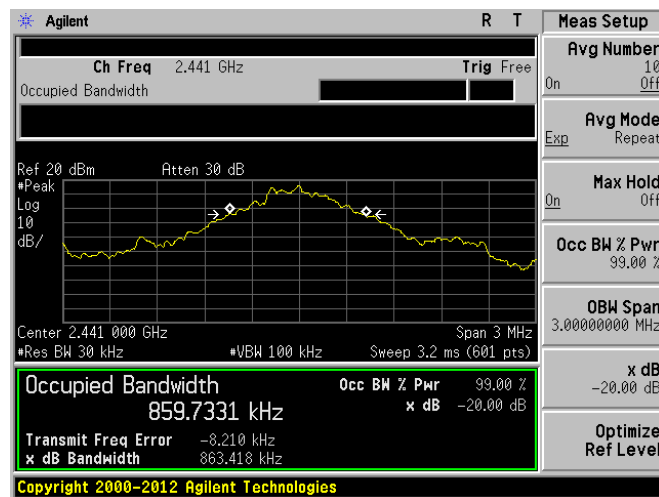 Agilent R T Meas Setup
Ch Freq 2.441 GHz Trig Free
Occupied Bandwidth
Avg Number
10
On Off
Avg Mode
Exp Repeat
Max Hold
On Off
Occ BW % Pwr
99.00 %
OBW Span
3.00000000 MHz
x dB
-20.00 dB
Optimize
Ref Level
Ref 20 dBm Atten 30 dB
#Peak
Log
10
dB/
Center 2.441 000 GHz Span 3 MHz
#Res BW 30 kHz #VBW 100 kHz Sweep 3.2 ms (601 pts)
Occupied Bandwidth Occ BW % Pwr 99.00 %
859.7331 kHz x dB -20.00 dB
Transmit Freq Error -8.210 kHz
x dB Bandwidth 863.418 kHz
Copyright 2000-2012 Agilent Technologies